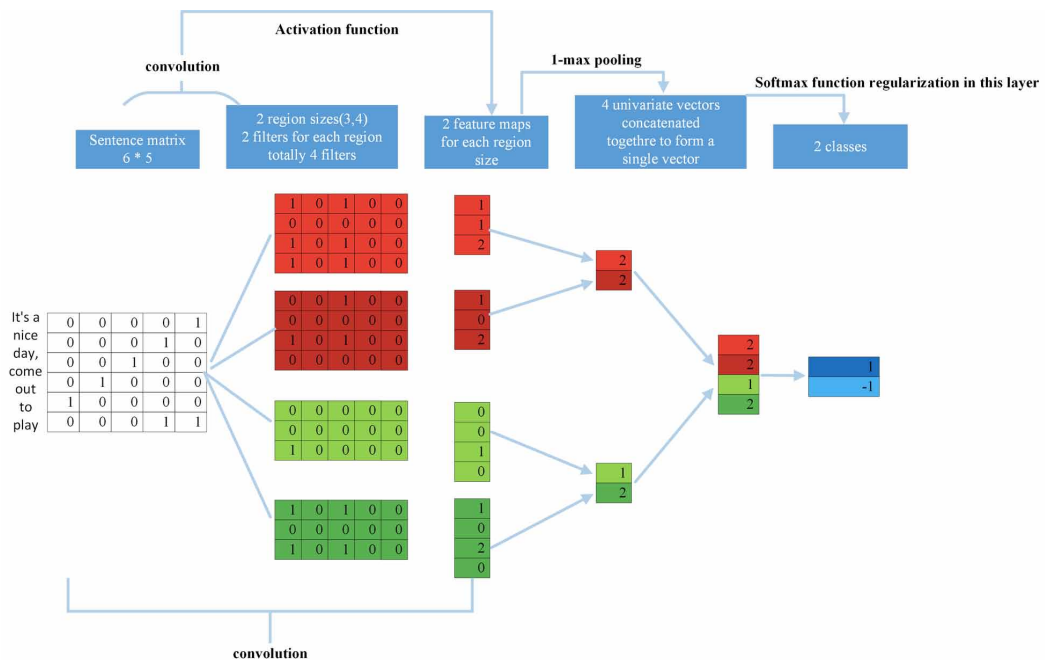 Activation function
1-max pooling
convolution
Softmax function regularization in this layer
Sentence matrix
6 * 5
2 region sizes(3,4)
2 filters for each region
totally 4 filters
2 feature maps
for each region
size
4 univariate vectors
concatenated
togethre to form a
single vector
2 classes
It's a
nice
day,
come
out
to
play
0 0 0 0 1
0 0 0 1 0
0 0 1 0 0
0 1 0 0 0
1 0 0 0 0
0 0 0 1 1
1 0 1 0 0
0 0 0 0 0
1 0 1 0 0
1 0 1 0 0
0 0 1 0 0
0 0 0 0 0
1 0 1 0 0
0 0 0 0 0
0 0 0 0 0
0 0 0 0 0
1 0 0 0 0
1 0 1 0 0
0 0 0 0 0
1 0 1 0 0
1
1
2
1
0
2
0
0
1
0
1
0
2
0
2
2
1
2
2
2
1
2
1
-1
convolution